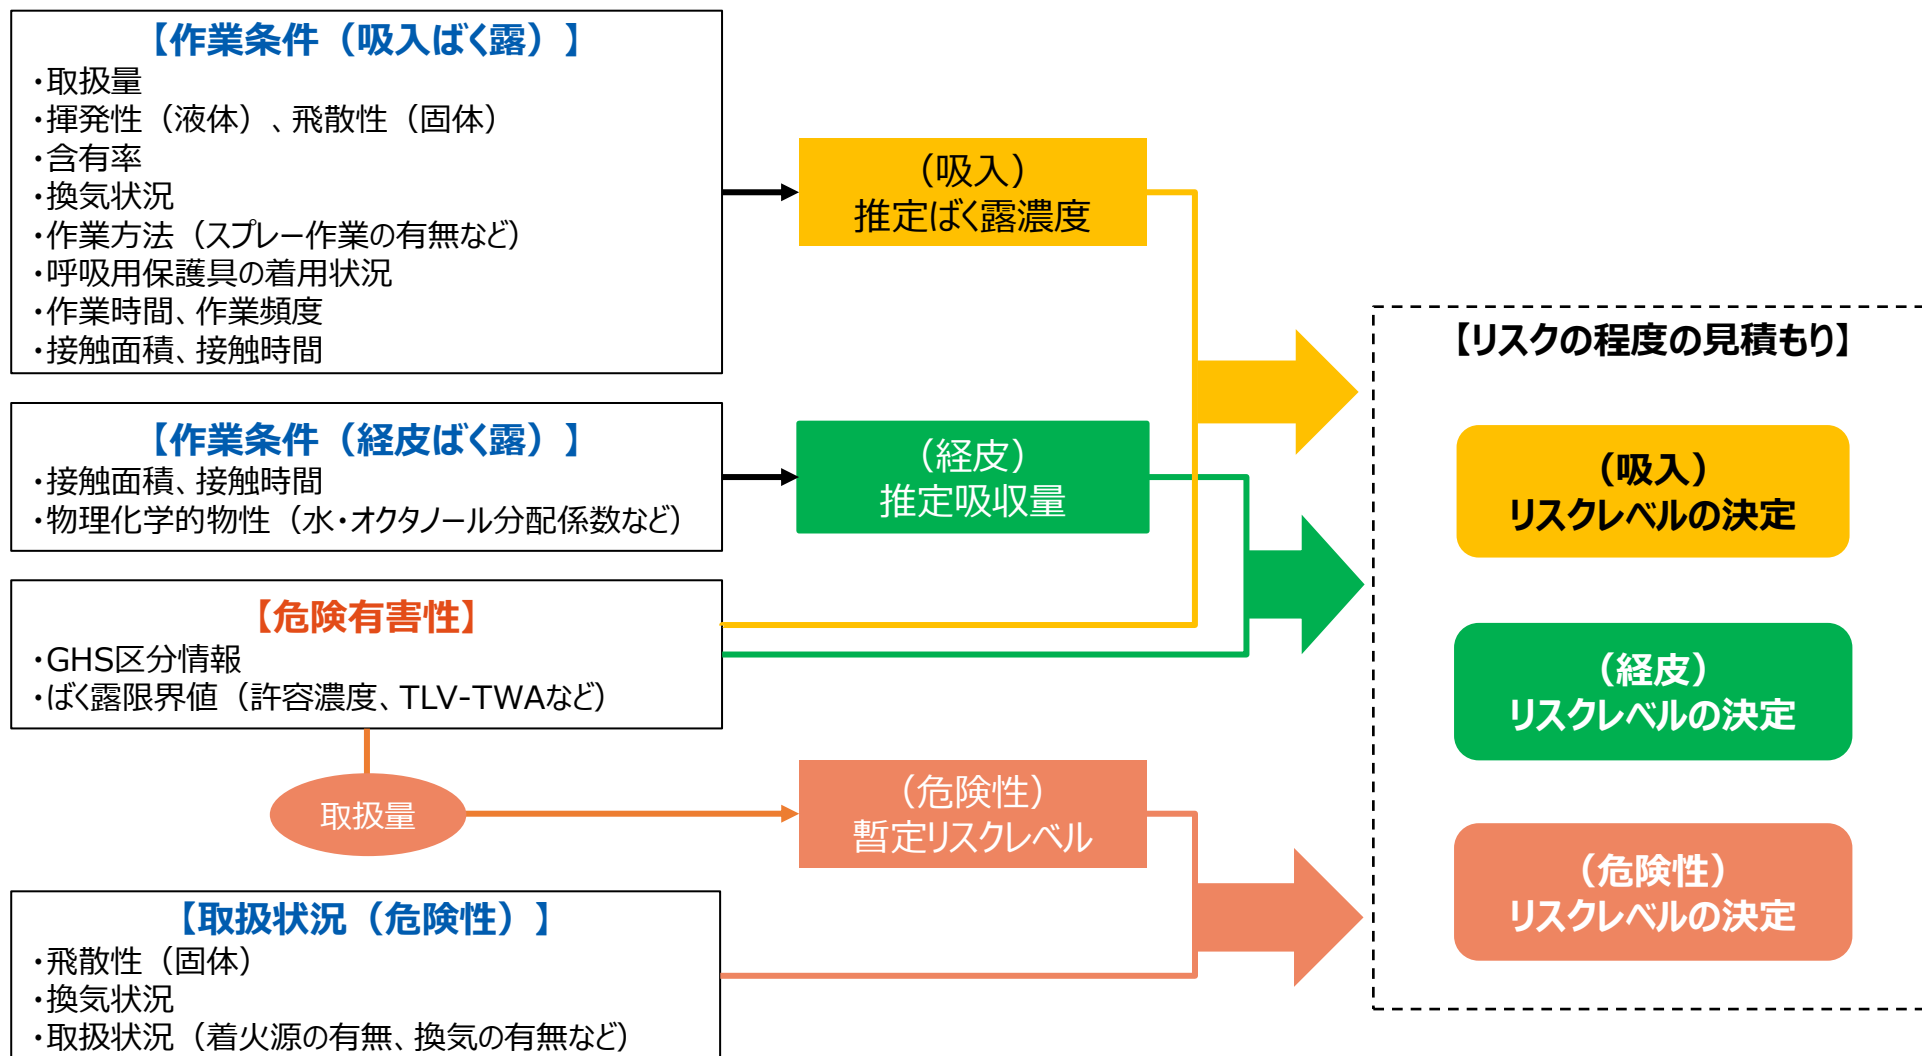 【作業条件（吸入ばく露）】
・取扱量
・揮発性（液体）、飛散性（固体）
・含有率
・換気状況
・作業方法（スプレー作業の有無など）
・呼吸用保護具の着用状況
・作業時間、作業頻度
・接触面積、接触時間
（吸入）
推定ばく露濃度
【作業条件（経皮ばく露）】
・接触面積、接触時間
・物理化学的物性（水・オクタノール分配係数など）
（経皮）
推定吸収量
【危険有害性】
・GHS区分情報
・ばく露限界値（許容濃度、TLV-TWAなど）
取扱量
（危険性）
暫定リスクレベル
【取扱状況（危険性）】
・飛散性（固体）
・換気状況
・取扱状況（着火源の有無、換気の有無など）
【リスクの程度の見積もり】
（吸入）
リスクレベルの決定
（経皮）
リスクレベルの決定
（危険性）
リスクレベルの決定